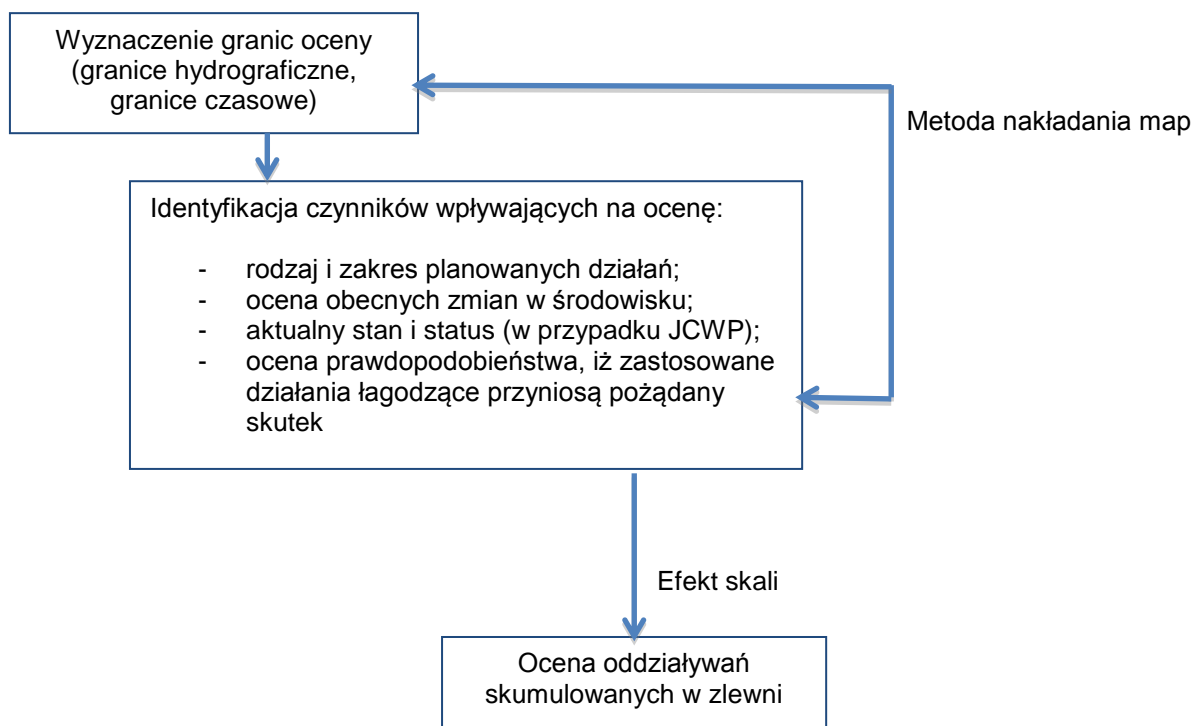 Wyznaczenie granic oceny
(granice hydrograficzne,
granice czasowe)
Metoda nakładania map
Identyfikacja czynników wpływających na ocenę:
- rodzaj i zakres planowanych działań;
- ocena obecnych zmian w środowisku;
- aktualny stan i status (w przypadku JCWP);
- ocena prawdopodobieństwa, iż zastosowane
działania łagodzące przyniosą pożądany
skutek
Efekt skali
Ocena oddziaływań
skumulowanych w zlewni